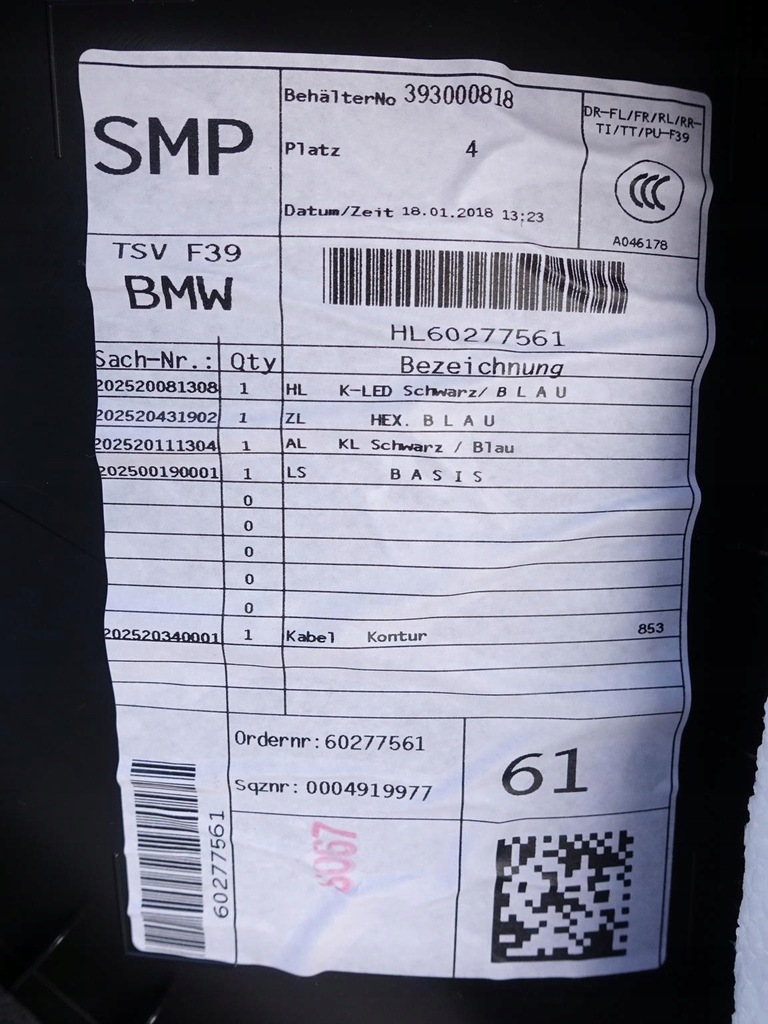 SMP
BehälterNo 393000818
Platz 4
Datum/Zeit 18.01.2018 13:23
DR-FL/FR/RL/RR-
TI/TT/PU-F39
CCC
A046178
TSV F39
BMW
HL60277561
Sach-Nr.: Qty Bezeichnung
202520081308 1 HL K-LED Schwarz/ B L A U
202520431902 1 ZL HEX. B L A U
202520111304 1 AL KL Schwarz / Blau
202500190001 1 LS B A S I S
0
0
0
0
0
202520340001 1 Kabel Kontur 853
Ordernr: 60277561
Sqznr: 0004919977
61
60277561
8067